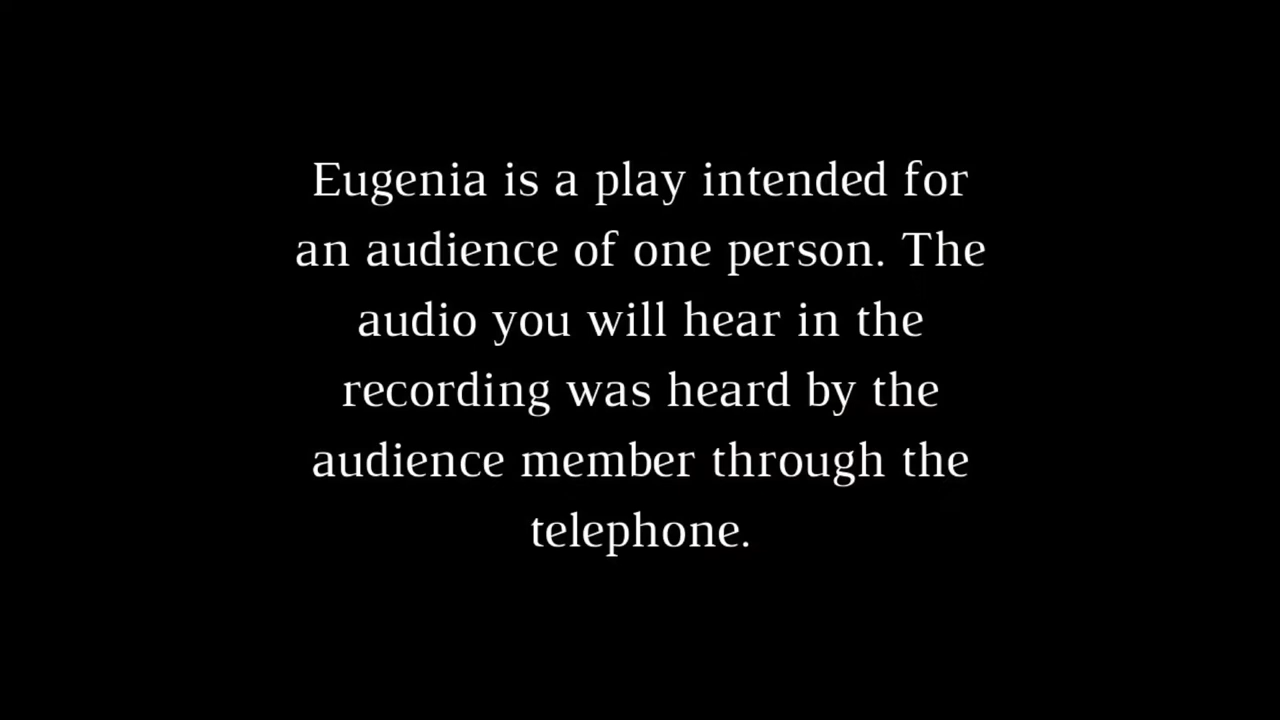 Eugenia is a play intended for
an audience of one person. The
audio you will hear in the
recording was heard by the
audience member through the
telephone.